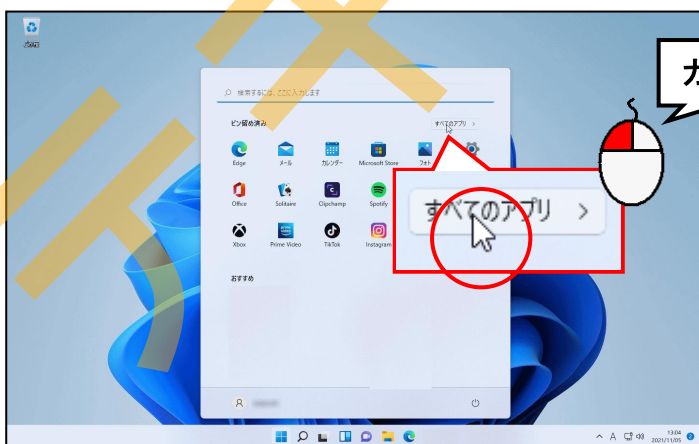 ごみ箱
カ
検索するには、ここに入力します
ピン留め済み
すべてのアプリ >
Edge
メール
カレンダー
Microsoft Store
フォト
Office
Solitaire
Clipchamp
Spotify
すべてのアプリ >
Xbox
Prime Video
TikTok
Instagram
おすすめ
A
13:04
2021/11/05